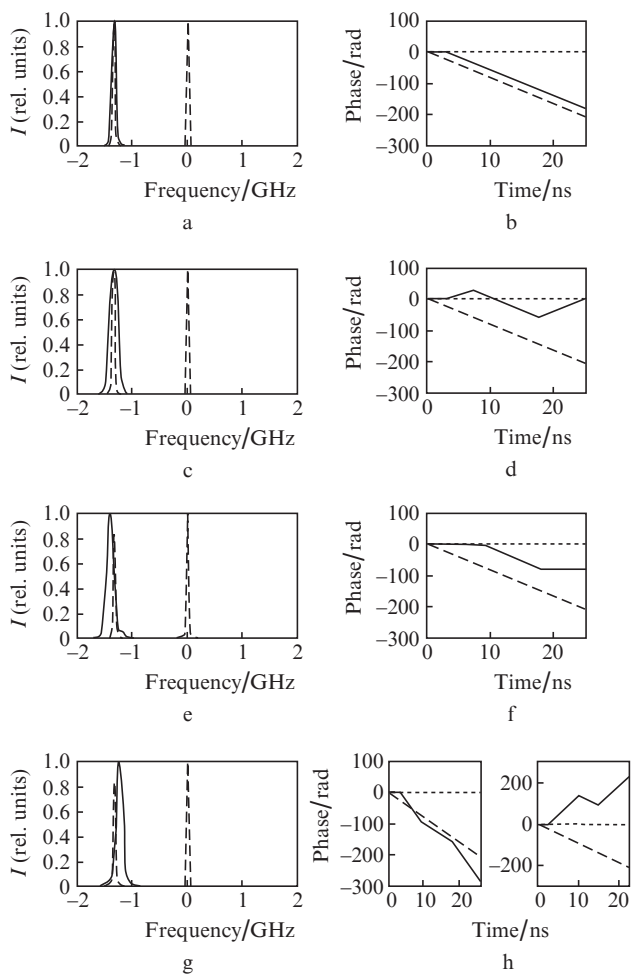 I (rel. units)
1.0
0.8
0.6
0.4
0.2
0
−2 −1 0 1 2
Frequency/GHz
a
Phase/rad
100
0
−100
−200
−300
0 10 20
Time/ns
b
I (rel. units)
1.0
0.8
0.6
0.4
0.2
0
−2 −1 0 1 2
Frequency/GHz
c
Phase/rad
100
0
−100
−200
−300
0 10 20
Time/ns
d
I (rel. units)
1.0
0.8
0.6
0.4
0.2
0
−2 −1 0 1 2
Frequency/GHz
e
Phase/rad
100
0
−100
−200
−300
0 10 20
Time/ns
f
I (rel. units)
1.0
0.8
0.6
0.4
0.2
0
−2 −1 0 1 2
Frequency/GHz
g
Phase/rad
100
0
−100
−200
−300
0 10 20
200
0
−200
0 10 20
Time/ns
h